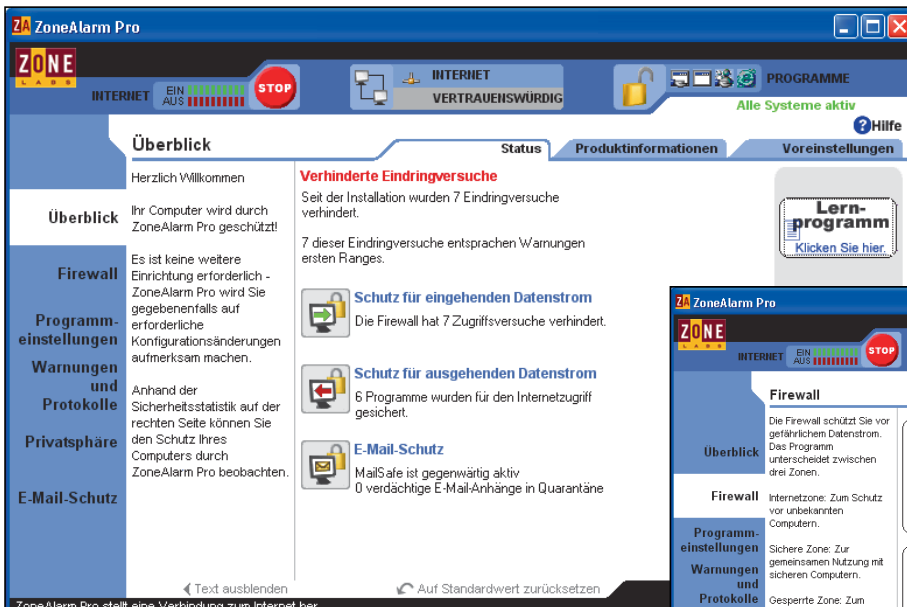 ZA ZoneAlarm Pro
ZONE
LABS
INTERNET
EIN
AUS
STOP
INTERNET
VERTRAUENSWÜRDIG
PROGRAMME
Alle Systeme aktiv
?Hilfe
Überblick
Status
Produktinformationen
Voreinstellungen
Überblick
Firewall
Programm-
einstellungen
Warnungen
und
Protokolle
Privatsphäre
E-Mail-Schutz
Herzlich Willkommen
Ihr Computer wird durch
ZoneAlarm Pro geschützt!
Es ist keine weitere
Einrichtung erforderlich -
ZoneAlarm Pro wird Sie
gegebenenfalls auf
erforderliche
Konfigurationsänderungen
aufmerksam machen.
Anhand der
Sicherheitsstatistik auf der
rechten Seite können Sie
den Schutz Ihres
Computers durch
ZoneAlarm Pro beobachten.
Verhinderte Eindringversuche
Seit der Installation wurden 7 Eindringversuche
verhindert.
7 dieser Eindringversuche entsprachen Warnungen
ersten Ranges.
Schutz für eingehenden Datenstrom
Die Firewall hat 7 Zugriffsversuche verhindert.
Schutz für ausgehenden Datenstrom
6 Programme wurden für den Internetzugriff
gesichert.
E-Mail-Schutz
MailSafe ist gegenwärtig aktiv
0 verdächtige E-Mail-Anhänge in Quarantäne
Lern-
programm
Klicken Sie hier.
Text ausblenden
Auf Standardwert zurücksetzen
ZoneAlarm Pro stellt eine Verbindung zum Internet her
ZA ZoneAlarm Pro
ZONE
LABS
INTERNET
EIN
AUS
STOP
Firewall
Überblick
Firewall
Programm-
einstellungen
Warnungen
und
Protokolle
Die Firewall schützt Sie vor
gefährlichem Datenstrom.
Das Programm
unterscheidet zwischen
drei Zonen.
Internetzone: Zum Schutz
vor unbekannten
Computern.
Sichere Zone: Zur
gemeinsamen Nutzung mit
sicheren Computern.
Gesperrte Zone: Zum